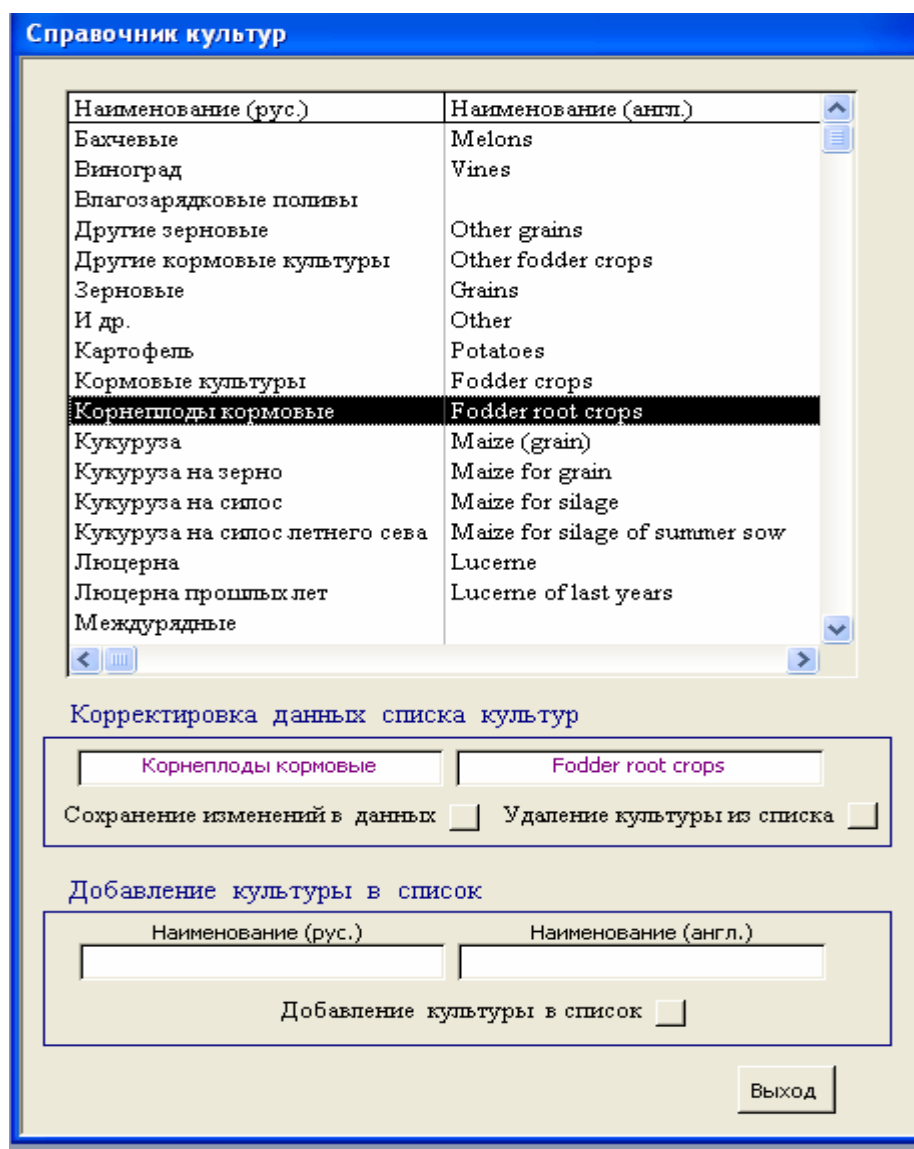 Справочник культур
Наименование (рус.) Наименование (англ.)
Бахчевые Melons
Виноград Vines
Влагозарядковые поливы
Другие зерновые Other grains
Другие кормовые культуры Other fodder crops
Зерновые Grains
И др. Other
Картофель Potatoes
Кормовые культуры Fodder crops
Корнеплоды кормовые Fodder root crops
Кукуруза Maize (grain)
Кукуруза на зерно Maize for grain
Кукуруза на силос Maize for silage
Кукуруза на силос летнего сева Maize for silage of summer sow
Люцерна Lucerne
Люцерна прошлых лет Lucerne of last years
Междурядные
Корректировка данных списка культур
Корнеплоды кормовые Fodder root crops
Сохранение изменений в данных Удаление культуры из списка
Добавление культуры в список
Наименование (рус.) Наименование (англ.)
Добавление культуры в список
Выход